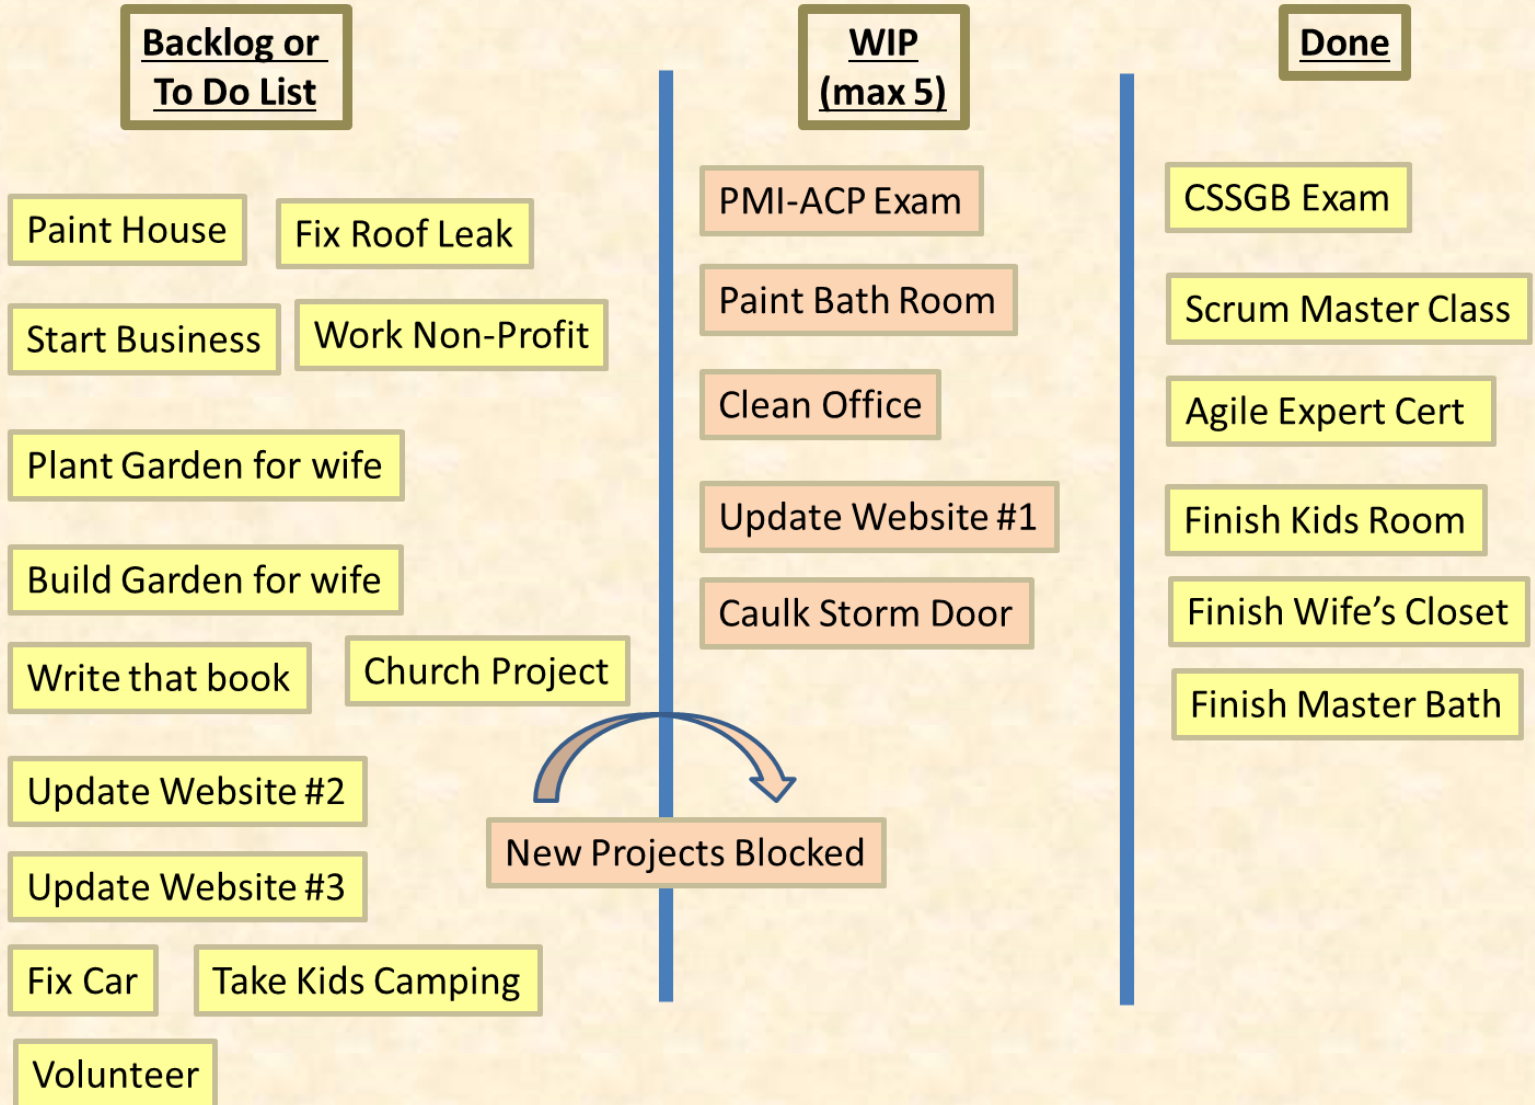 Backlog or
To Do List
Paint House
Fix Roof Leak
Start Business
Work Non-Profit
Plant Garden for wife
Build Garden for wife
Write that book
Church Project
Update Website #2
Update Website #3
Fix Car
Take Kids Camping
Volunteer
New Projects Blocked
WIP
(max 5)
PMI-ACP Exam
Paint Bath Room
Clean Office
Update Website #1
Caulk Storm Door
Done
CSSGB Exam
Scrum Master Class
Agile Expert Cert
Finish Kids Room
Finish Wife’s Closet
Finish Master Bath